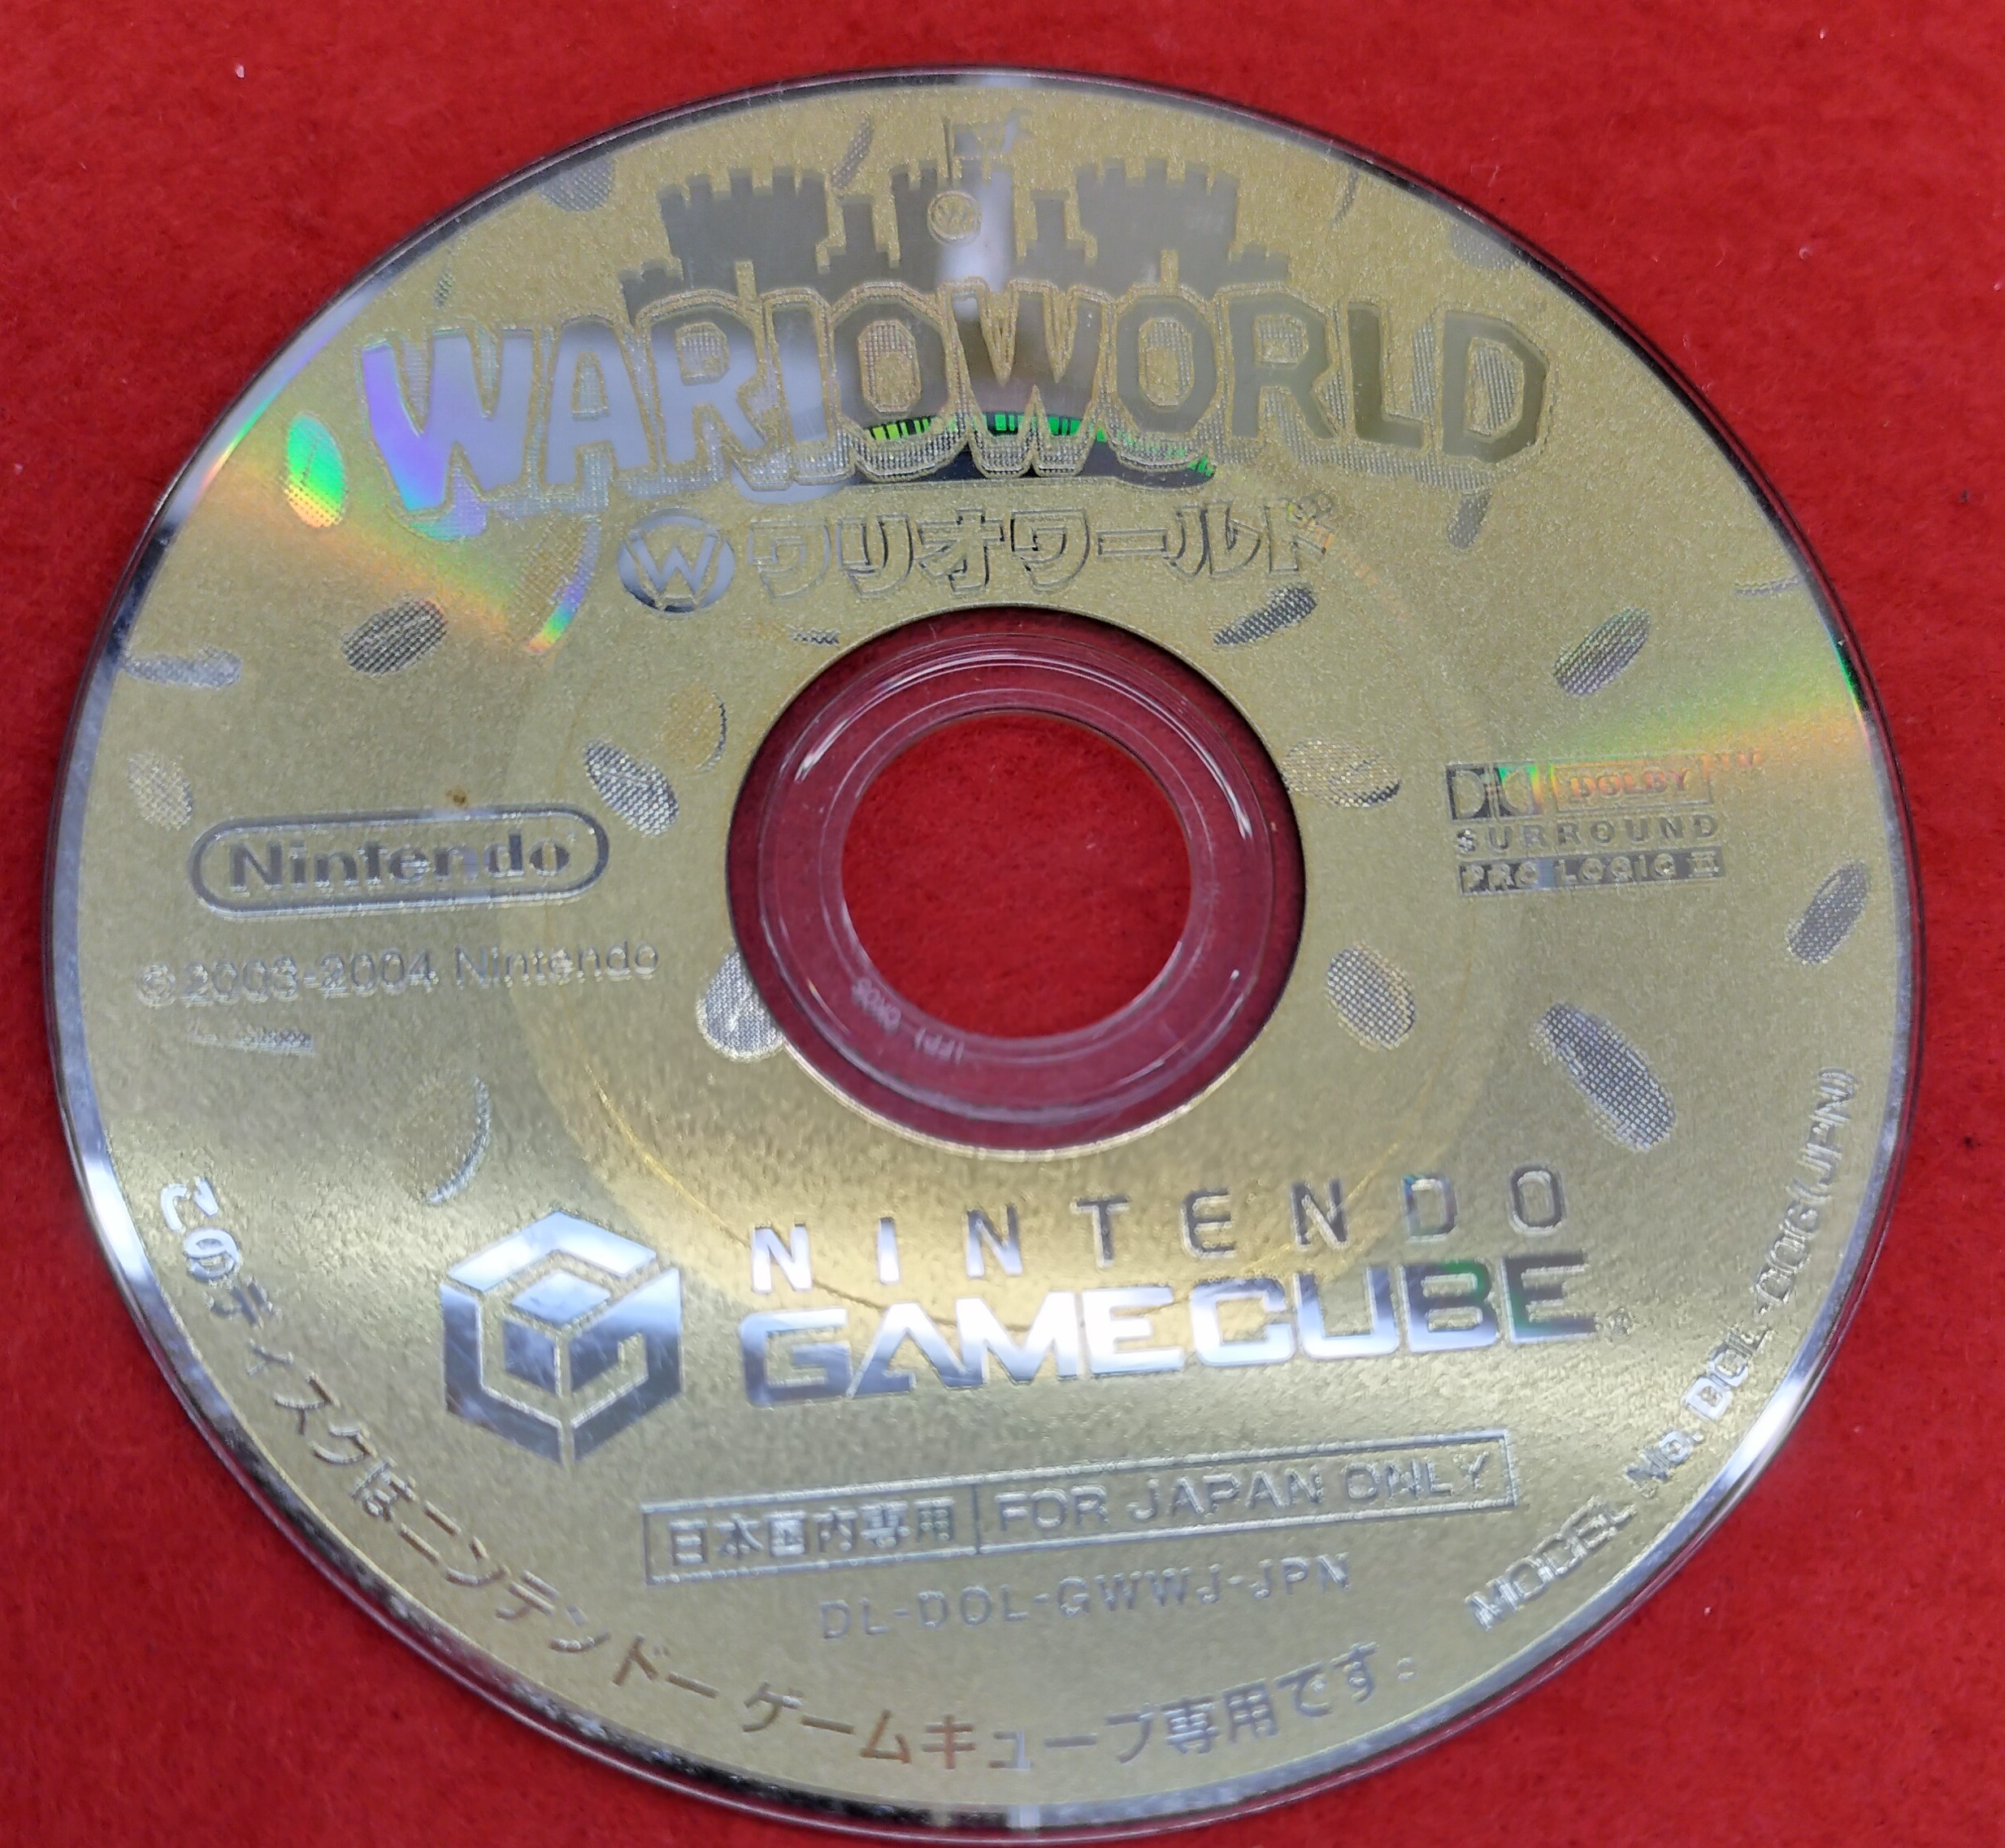 WARIOWORLD
W ワリオワールド
Nintendo
©2003-2004 Nintendo
DOLBY
SURROUND
PRO LOGIC II
NINTENDO
GAMECUBE®
日本国内専用 FOR JAPAN ONLY
DL-DOL-GWWJ-JPN
このディスクはニンテンドーゲームキューブ専用です。
MODEL No. DOL-006(JPN)